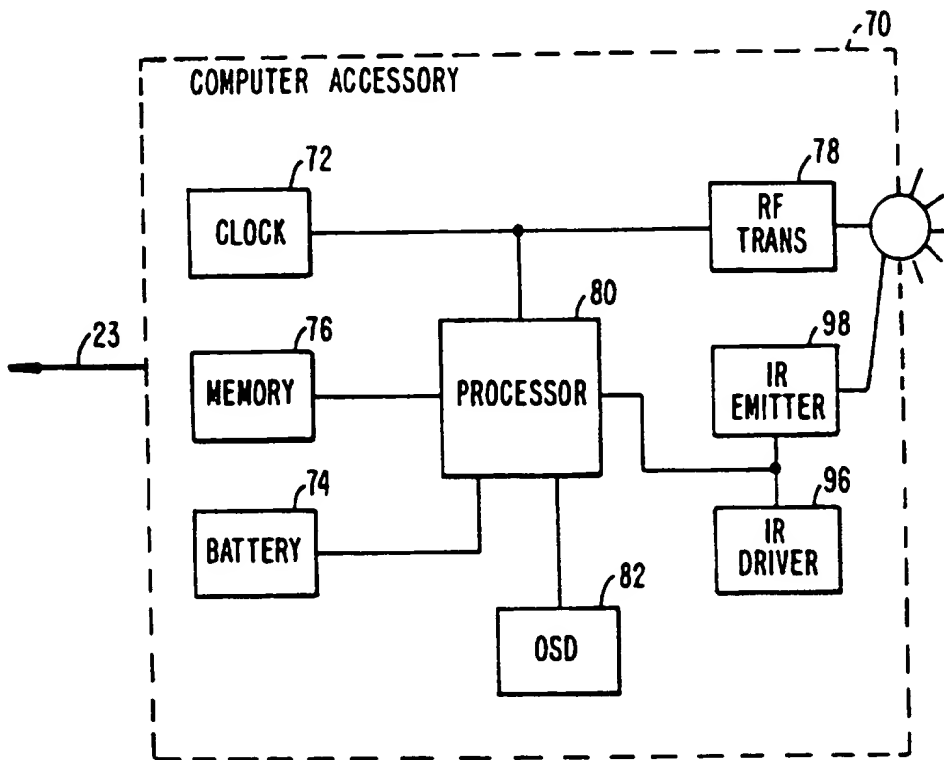 70
COMPUTER ACCESSORY
72
CLOCK
78
RF
TRANS
23
76
MEMORY
80
PROCESSOR
98
IR
EMITTER
74
BATTERY
96
IR
DRIVER
82
OSD